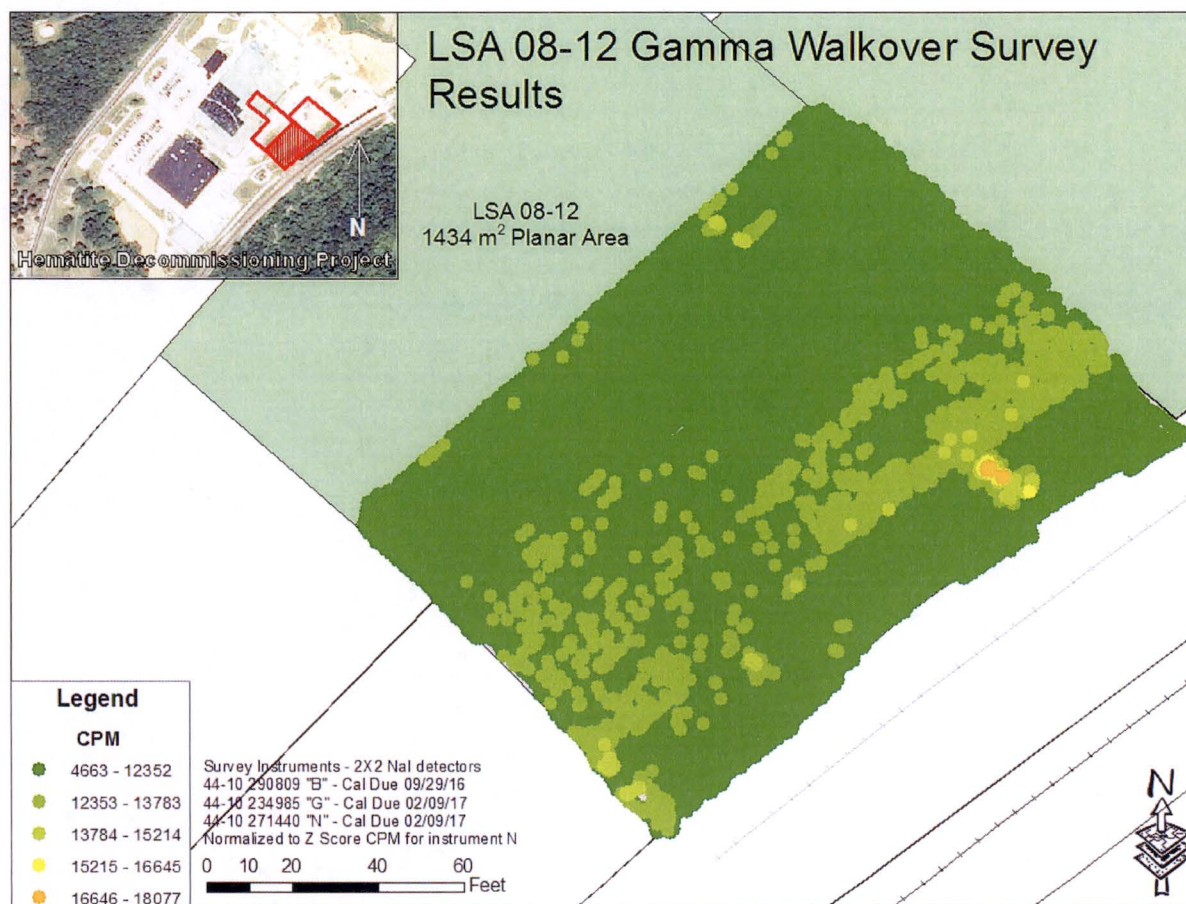 LSA 08-12 Gamma Walkover Survey
Results
LSA 08-12
1434 m² Planar Area
N
Hematite Decommissioning Project
Legend
CPM
4663 - 12352
12353 - 13783
13784 - 15214
15215 - 16645
16646 - 18077
Survey Instruments - 2X2 NaI detectors
44-10 290809 "B" - Cal Due 09/29/16
44-10 234985 "G" - Cal Due 02/09/17
44-10 271440 "N" - Cal Due 02/09/17
Normalized to Z Score CPM for instrument N
0 10 20 40 60
Feet
N